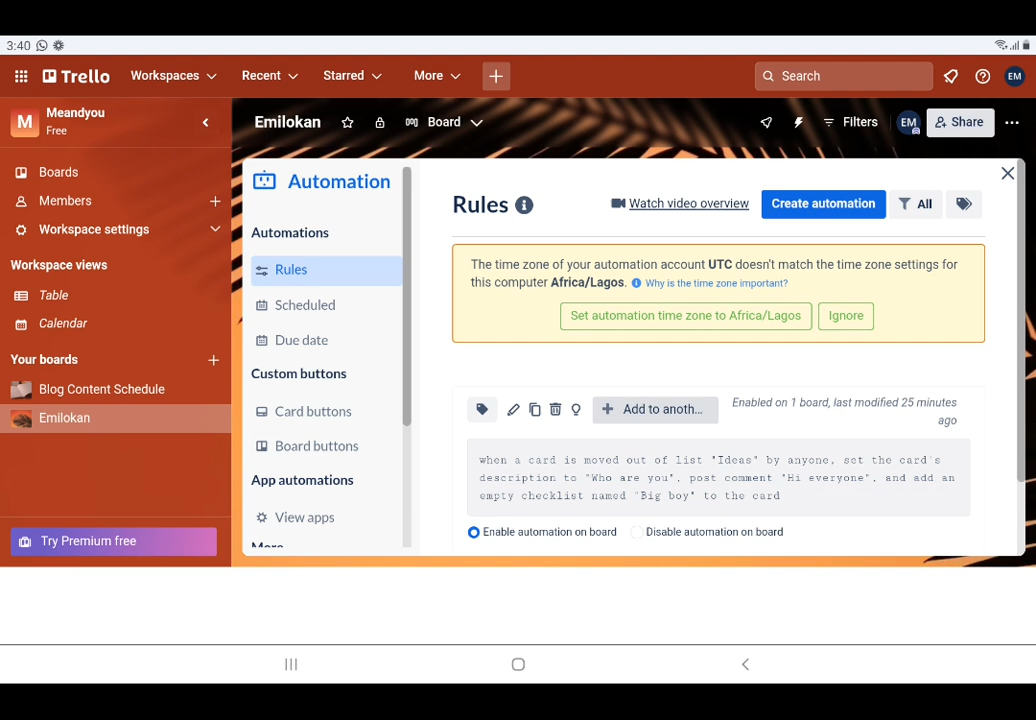 3:40
Trello Workspaces Recent Starred More + Search EM
M Meandyou
Free
Emilokan Board Filters EM Share
Boards
Members
Workspace settings
Workspace views
Table
Calendar
Your boards
Blog Content Schedule
Emilokan
Try Premium free
Automation
Automations
Rules
Scheduled
Due date
Custom buttons
Card buttons
Board buttons
App automations
View apps
More
Rules Watch video overview Create automation All
The time zone of your automation account UTC doesn't match the time zone settings for
this computer Africa/Lagos. Why is the time zone important?
Set automation time zone to Africa/Lagos Ignore
Add to anoth... Enabled on 1 board, last modified 25 minutes
ago
when a card is moved out of list "Ideas" by anyone, set the card's
description to "Who are you", post comment "Hi everyone", and add an
empty checklist named "Big boy" to the card
Enable automation on board Disable automation on board